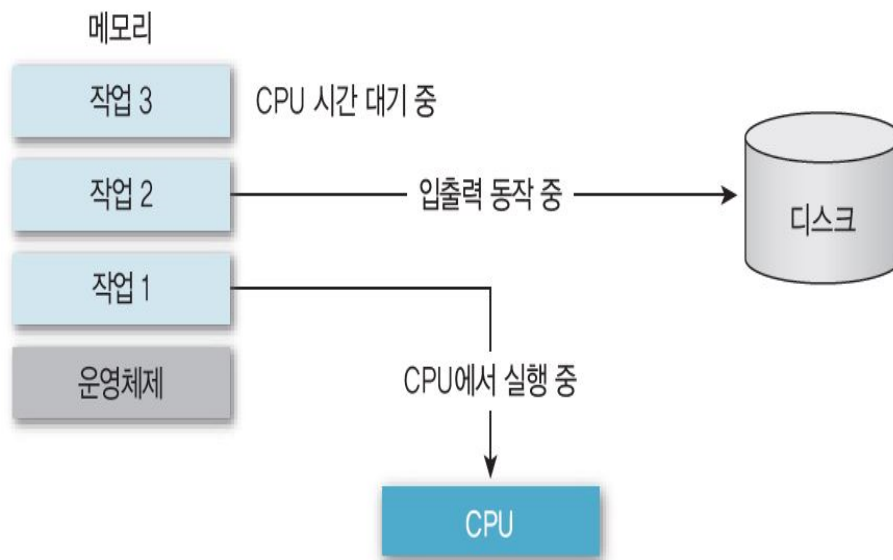 메모리
작업 3
CPU 시간 대기 중
작업 2
입출력 동작 중
디스크
작업 1
운영체제
CPU에서 실행 중
CPU